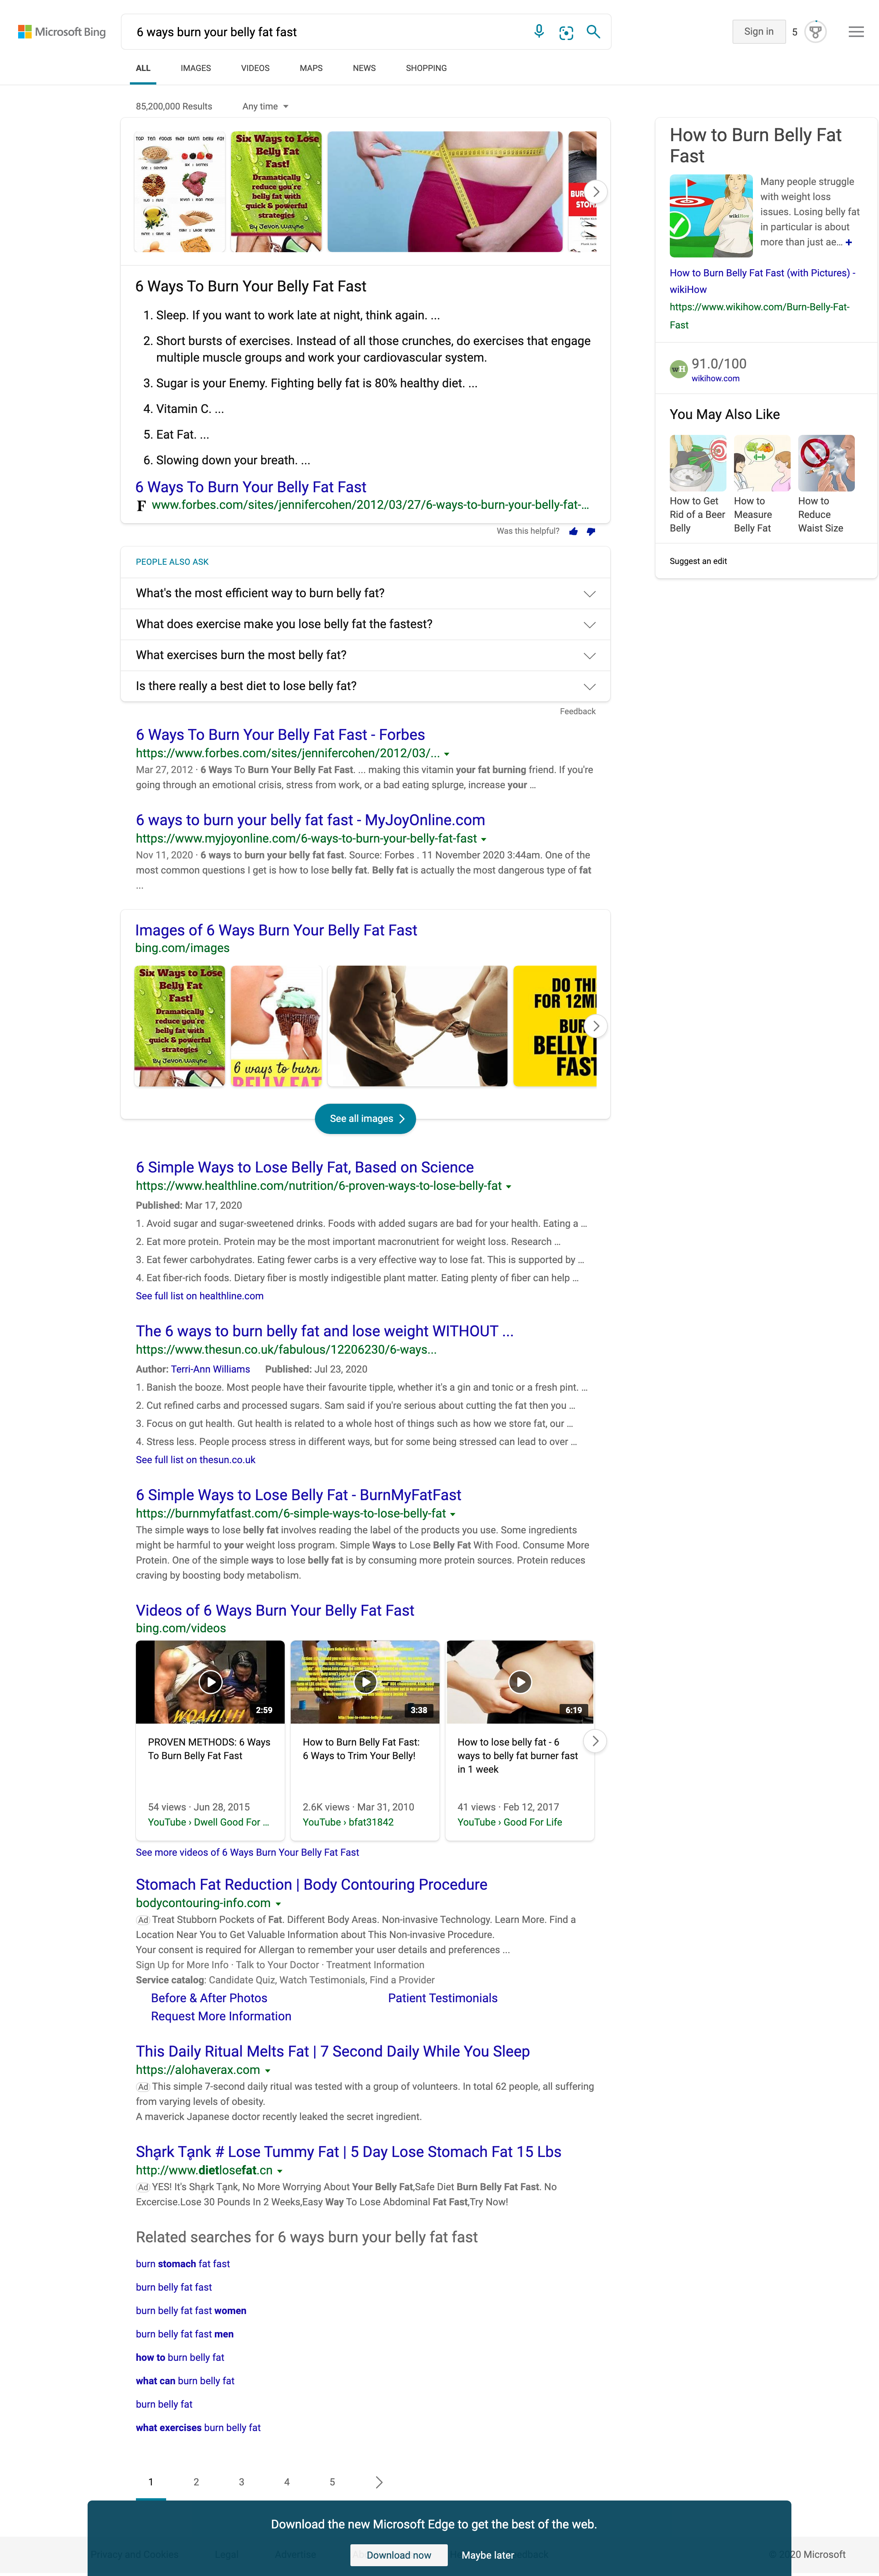 Microsoft Bing
6 ways burn your belly fat fast
Sign in
5
ALL
IMAGES
VIDEOS
MAPS
NEWS
SHOPPING
85,200,000 Results
Any time
TOP TEN FOODS THAT BURN BELLY FAT
Six Ways to Lose
Belly Fat
Fast!
Dramatically
reduce you're
belly fat with
quick & powerful
strategies
By Jevon Wayne
6 Ways To Burn Your Belly Fat Fast
1. Sleep. If you want to work late at night, think again. ...
2. Short bursts of exercises. Instead of all those crunches, do exercises that engage
multiple muscle groups and work your cardiovascular system.
3. Sugar is your Enemy. Fighting belly fat is 80% healthy diet. ...
4. Vitamin C. ...
5. Eat Fat. ...
6. Slowing down your breath. ...
6 Ways To Burn Your Belly Fat Fast
F www.forbes.com/sites/jennifercohen/2012/03/27/6-ways-to-burn-your-belly-fat-...
Was this helpful?
PEOPLE ALSO ASK
What's the most efficient way to burn belly fat?
What does exercise make you lose belly fat the fastest?
What exercises burn the most belly fat?
Is there really a best diet to lose belly fat?
Feedback
6 Ways To Burn Your Belly Fat Fast - Forbes
https://www.forbes.com/sites/jennifercohen/2012/03/...
Mar 27, 2012 · 6 Ways To Burn Your Belly Fat Fast. ... making this vitamin your fat burning friend. If you're
going through an emotional crisis, stress from work, or a bad eating splurge, increase your ...
6 ways to burn your belly fat fast - MyJoyOnline.com
https://www.myjoyonline.com/6-ways-to-burn-your-belly-fat-fast
Nov 11, 2020 · 6 ways to burn your belly fat fast. Source: Forbes . 11 November 2020 3:44am. One of the
most common questions I get is how to lose belly fat. Belly fat is actually the most dangerous type of fat
...
Images of 6 Ways Burn Your Belly Fat Fast
bing.com/images
Six Ways to Lose
Belly Fat
Fast!
Dramatically
reduce you're
belly fat with
quick & powerful
strategies
By Jevon Wayne
6 ways to burn
BELLY FAT
DO THI
FOR 12MI
BUR
BELLY
FAST
See all images
6 Simple Ways to Lose Belly Fat, Based on Science
https://www.healthline.com/nutrition/6-proven-ways-to-lose-belly-fat
Published: Mar 17, 2020
1. Avoid sugar and sugar-sweetened drinks. Foods with added sugars are bad for your health. Eating a ...
2. Eat more protein. Protein may be the most important macronutrient for weight loss. Research ...
3. Eat fewer carbohydrates. Eating fewer carbs is a very effective way to lose fat. This is supported by ...
4. Eat fiber-rich foods. Dietary fiber is mostly indigestible plant matter. Eating plenty of fiber can help ...
See full list on healthline.com
The 6 ways to burn belly fat and lose weight WITHOUT ...
https://www.thesun.co.uk/fabulous/12206230/6-ways...
Author: Terri-Ann Williams Published: Jul 23, 2020
1. Banish the booze. Most people have their favourite tipple, whether it's a gin and tonic or a fresh pint. ...
2. Cut refined carbs and processed sugars. Sam said if you're serious about cutting the fat then you ...
3. Focus on gut health. Gut health is related to a whole host of things such as how we store fat, our ...
4. Stress less. People process stress in different ways, but for some being stressed can lead to over ...
See full list on thesun.co.uk
6 Simple Ways to Lose Belly Fat - BurnMyFatFast
https://burnmyfatfast.com/6-simple-ways-to-lose-belly-fat
The simple ways to lose belly fat involves reading the label of the products you use. Some ingredients
might be harmful to your weight loss program. Simple Ways to Lose Belly Fat With Food. Consume More
Protein. One of the simple ways to lose belly fat is by consuming more protein sources. Protein reduces
craving by boosting body metabolism.
Videos of 6 Ways Burn Your Belly Fat Fast
bing.com/videos
WOAH!!!!
2:59
3:38
6:19
PROVEN METHODS: 6 Ways
To Burn Belly Fat Fast
54 views · Jun 28, 2015
YouTube › Dwell Good For ...
How to Burn Belly Fat Fast:
6 Ways to Trim Your Belly!
2.6K views · Mar 31, 2010
YouTube › bfat31842
How to lose belly fat - 6
ways to belly fat burner fast
in 1 week
41 views · Feb 12, 2017
YouTube › Good For Life
See more videos of 6 Ways Burn Your Belly Fat Fast
Stomach Fat Reduction | Body Contouring Procedure
bodycontouring-info.com
Ad Treat Stubborn Pockets of Fat. Different Body Areas. Non-invasive Technology. Learn More. Find a
Location Near You to Get Valuable Information about This Non-invasive Procedure.
Your consent is required for Allergan to remember your user details and preferences ...
Sign Up for More Info · Talk to Your Doctor · Treatment Information
Service catalog: Candidate Quiz, Watch Testimonials, Find a Provider
Before & After Photos
Patient Testimonials
Request More Information
This Daily Ritual Melts Fat | 7 Second Daily While You Sleep
https://alohaverax.com
Ad This simple 7-second daily ritual was tested with a group of volunteers. In total 62 people, all suffering
from varying levels of obesity.
A maverick Japanese doctor recently leaked the secret ingredient.
Shąrk Tąnk # Lose Tummy Fat | 5 Day Lose Stomach Fat 15 Lbs
http://www.dietlosefat.cn
Ad YES! It's Shąrk Tąnk, No More Worrying About Your Belly Fat,Safe Diet Burn Belly Fat Fast. No
Excercise.Lose 30 Pounds In 2 Weeks,Easy Way To Lose Abdominal Fat Fast,Try Now!
Related searches for 6 ways burn your belly fat fast
burn stomach fat fast
burn belly fat fast
burn belly fat fast women
burn belly fat fast men
how to burn belly fat
what can burn belly fat
burn belly fat
what exercises burn belly fat
1
2
3
4
5
How to Burn Belly Fat
Fast
wikiHow
Many people struggle
with weight loss
issues. Losing belly fat
in particular is about
more than just ae... +
How to Burn Belly Fat Fast (with Pictures) -
wikiHow
https://www.wikihow.com/Burn-Belly-Fat-
Fast
wH
91.0/100
wikihow.com
You May Also Like
How to Get
Rid of a Beer
Belly
How to
Measure
Belly Fat
How to
Reduce
Waist Size
Suggest an edit
Download the new Microsoft Edge to get the best of the web.
Download now
Maybe later
Privacy and Cookies
Legal
Advertise
© 2020 Microsoft